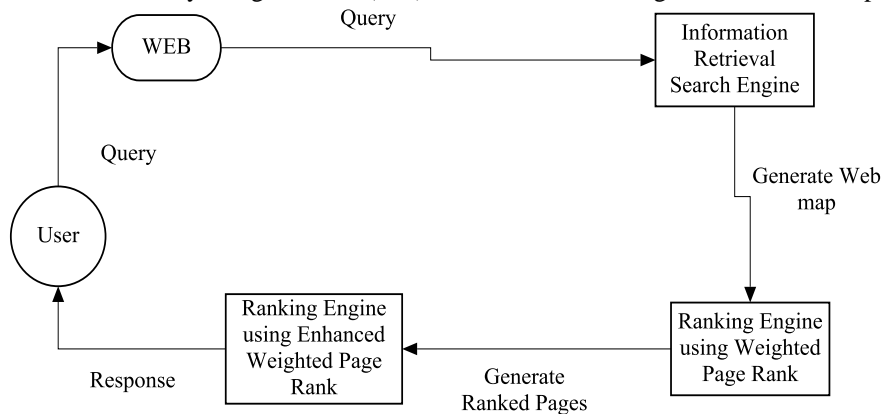 Query
WEB
Information
Retrieval
Search Engine
Query
Generate Web
map
User
Ranking Engine
using Enhanced
Weighted Page
Rank
Ranking Engine
using Weighted
Page Rank
Response
Generate
Ranked Pages